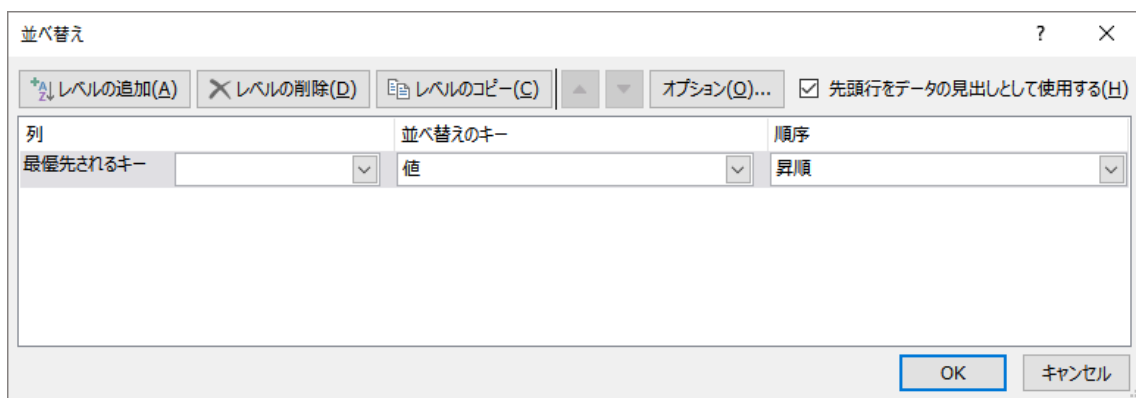 並べ替え ?
レベルの追加(A) レベルの削除(D) レベルのコピー(C) オプション(O)... 先頭行をデータの見出しとして使用する(H)
列 並べ替えのキー 順序
最優先されるキー 値 昇順
OK キャンセル